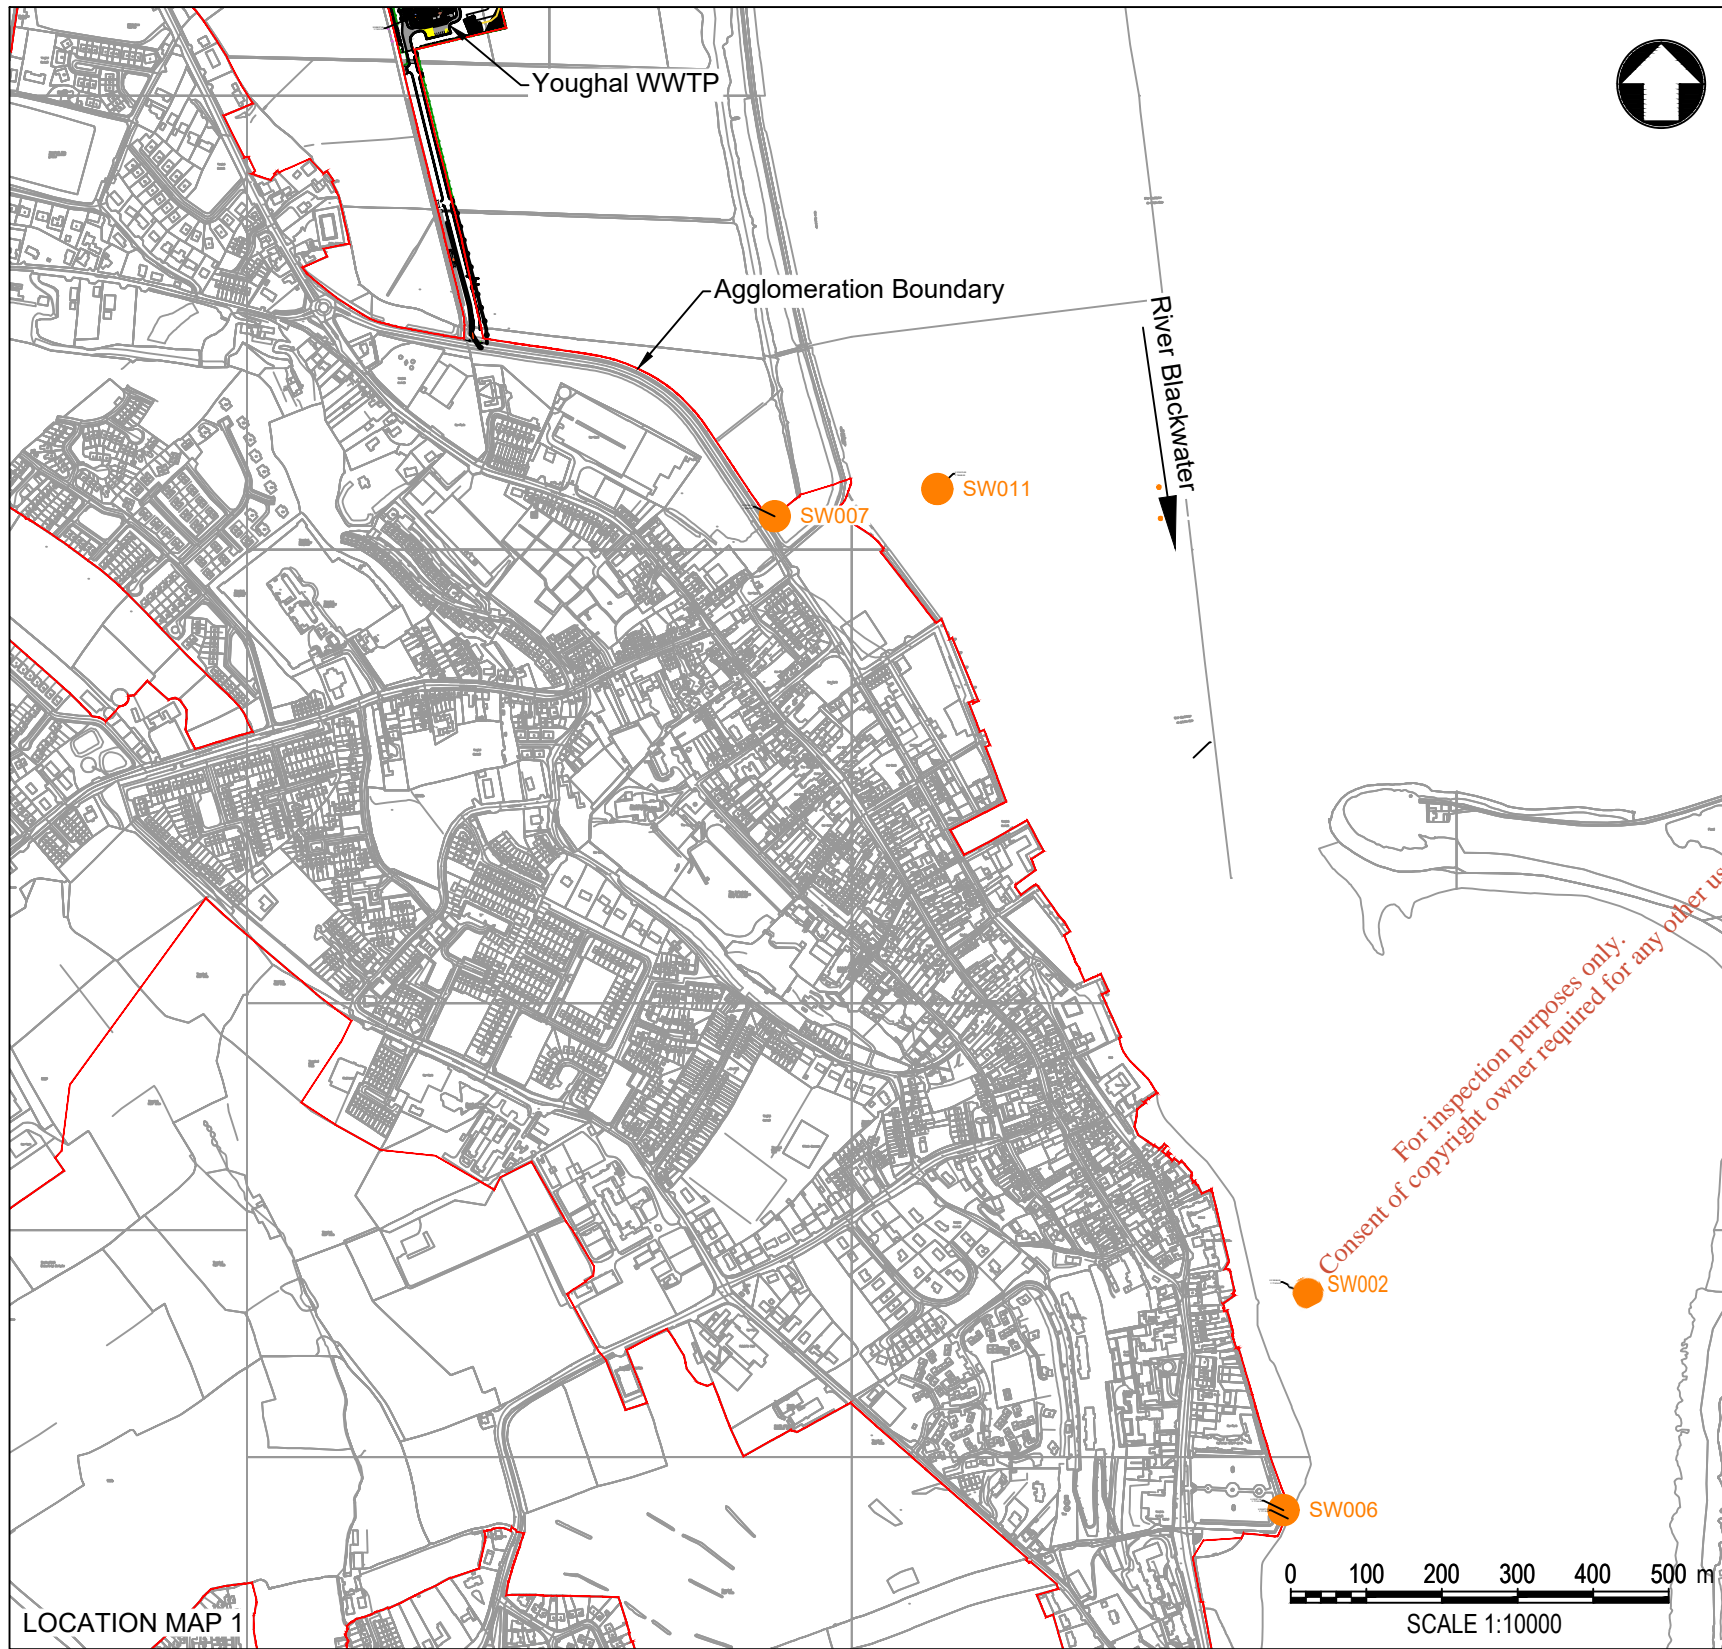 Youghal WWTP
Agglomeration Boundary
River Blackwater
SW011
SW007
For inspection purposes only.
Consent of copyright owner required for any other us
SW002
SW006
0 100 200 300 400 500 m
SCALE 1:10000
LOCATION MAP 1